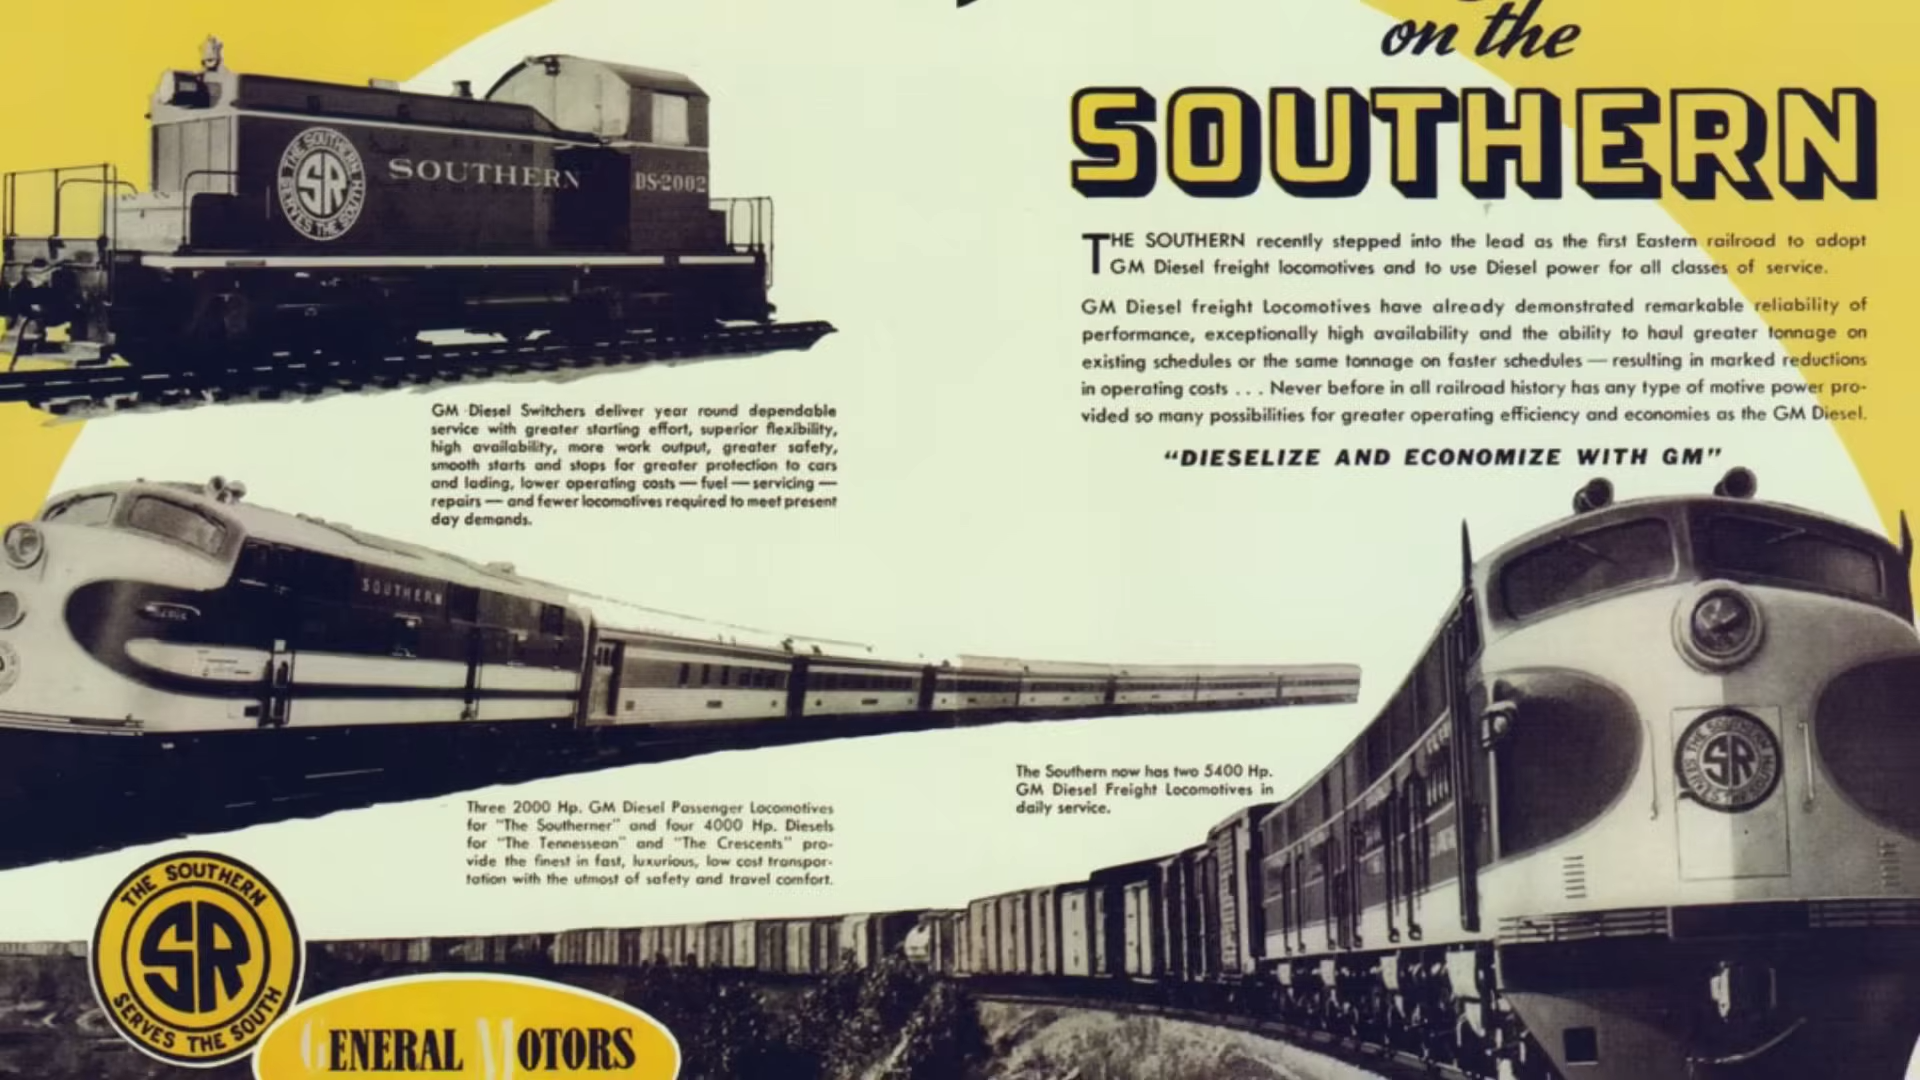 on the
SOUTHERN
THE SOUTHERN recently stepped into the lead as the first Eastern railroad to adopt
GM Diesel freight locomotives and to use Diesel power for all classes of service.
GM Diesel freight Locomotives have already demonstrated remarkable reliability of
performance, exceptionally high availability and the ability to haul greater tonnage on
existing schedules or the same tonnage on faster schedules — resulting in marked reductions
in operating costs . . . Never before in all railroad history has any type of motive power pro-
vided so many possibilities for greater operating efficiency and economies as the GM Diesel.
“DIESELIZE AND ECONOMIZE WITH GM”
THE SOUTHERN
SR
SERVES THE SOUTH
SOUTHERN
DS-2002
GM Diesel Switchers deliver year round dependable
service with greater starting effort, superior flexibility,
high availability, more work output, greater safety,
smooth starts and stops for greater protection to cars
and lading, lower operating costs — fuel — servicing —
repairs — and fewer locomotives required to meet present
day demands.
SOUTHERN
Three 2000 Hp. GM Diesel Passenger Locomotives
for “The Southerner” and four 4000 Hp. Diesels
for “The Tennessean” and “The Crescents” pro-
vide the finest in fast, luxurious, low cost transpor-
tation with the utmost of safety and travel comfort.
The Southern now has two 5400 Hp.
GM Diesel Freight Locomotives in
daily service.
THE SOUTHERN
SR
SERVES THE SOUTH
THE SOUTHERN
SR
SERVES THE SOUTH
GENERAL MOTORS